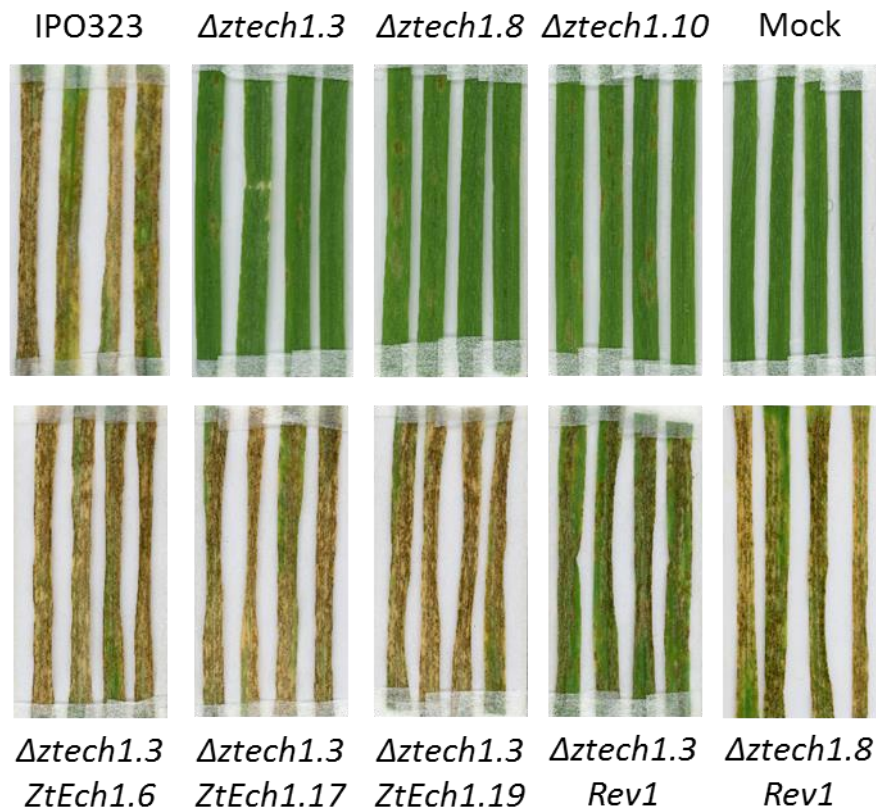 IPO323 Δztech1.3 Δztech1.8 Δztech1.10 Mock
Δztech1.3 Δztech1.3 Δztech1.3 Δztech1.3 Δztech1.8
ZtEch1.6 ZtEch1.17 ZtEch1.19 Rev1 Rev1